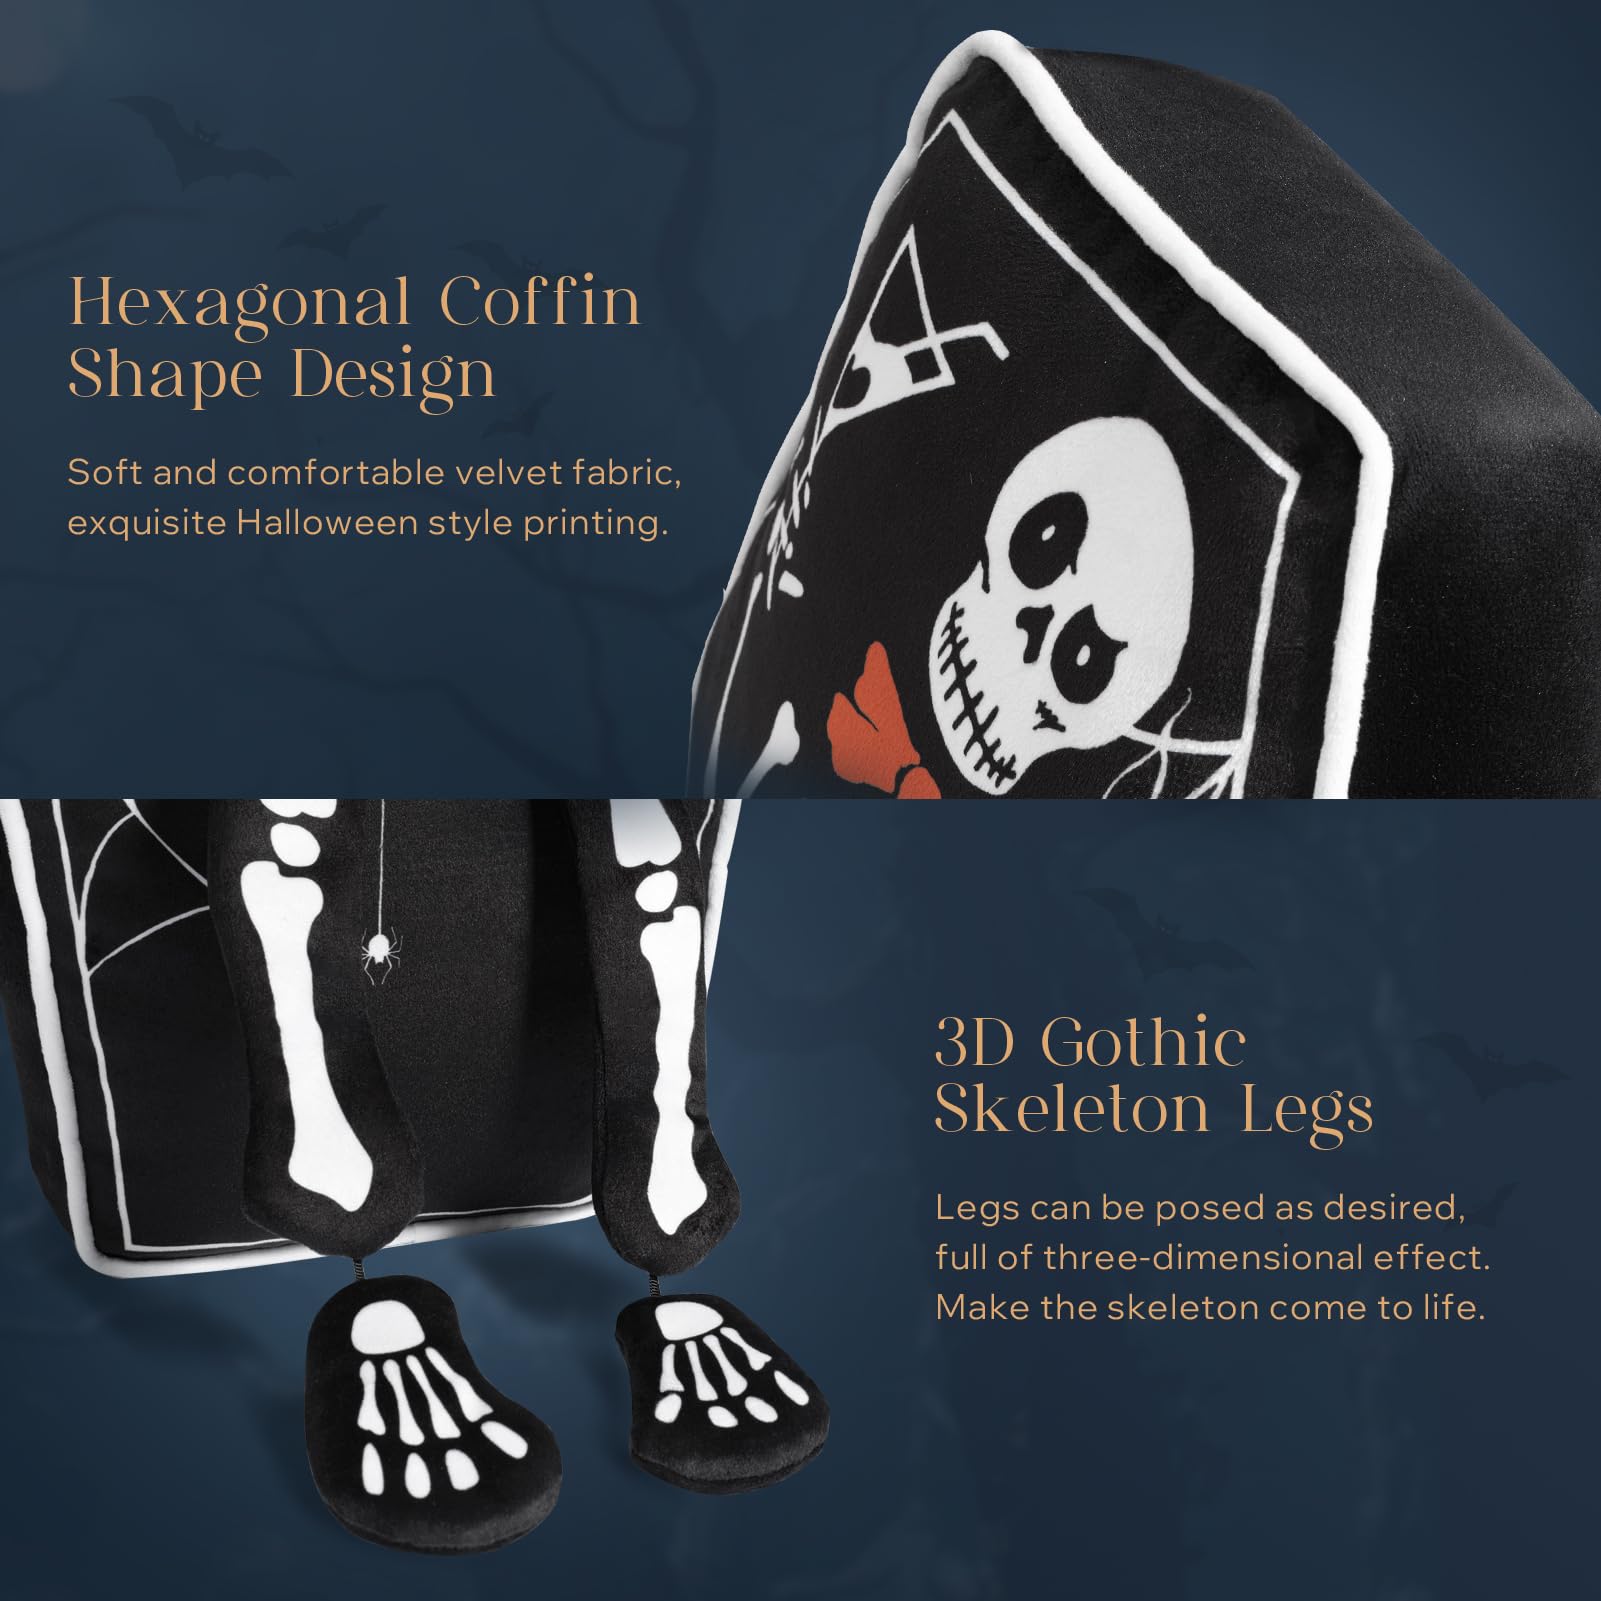 Hexagonal Coffin
Shape Design
Soft and comfortable velvet fabric,
exquisite Halloween style printing.
3D Gothic
Skeleton Legs
Legs can be posed as desired,
full of three-dimensional effect.
Make the skeleton come to life.